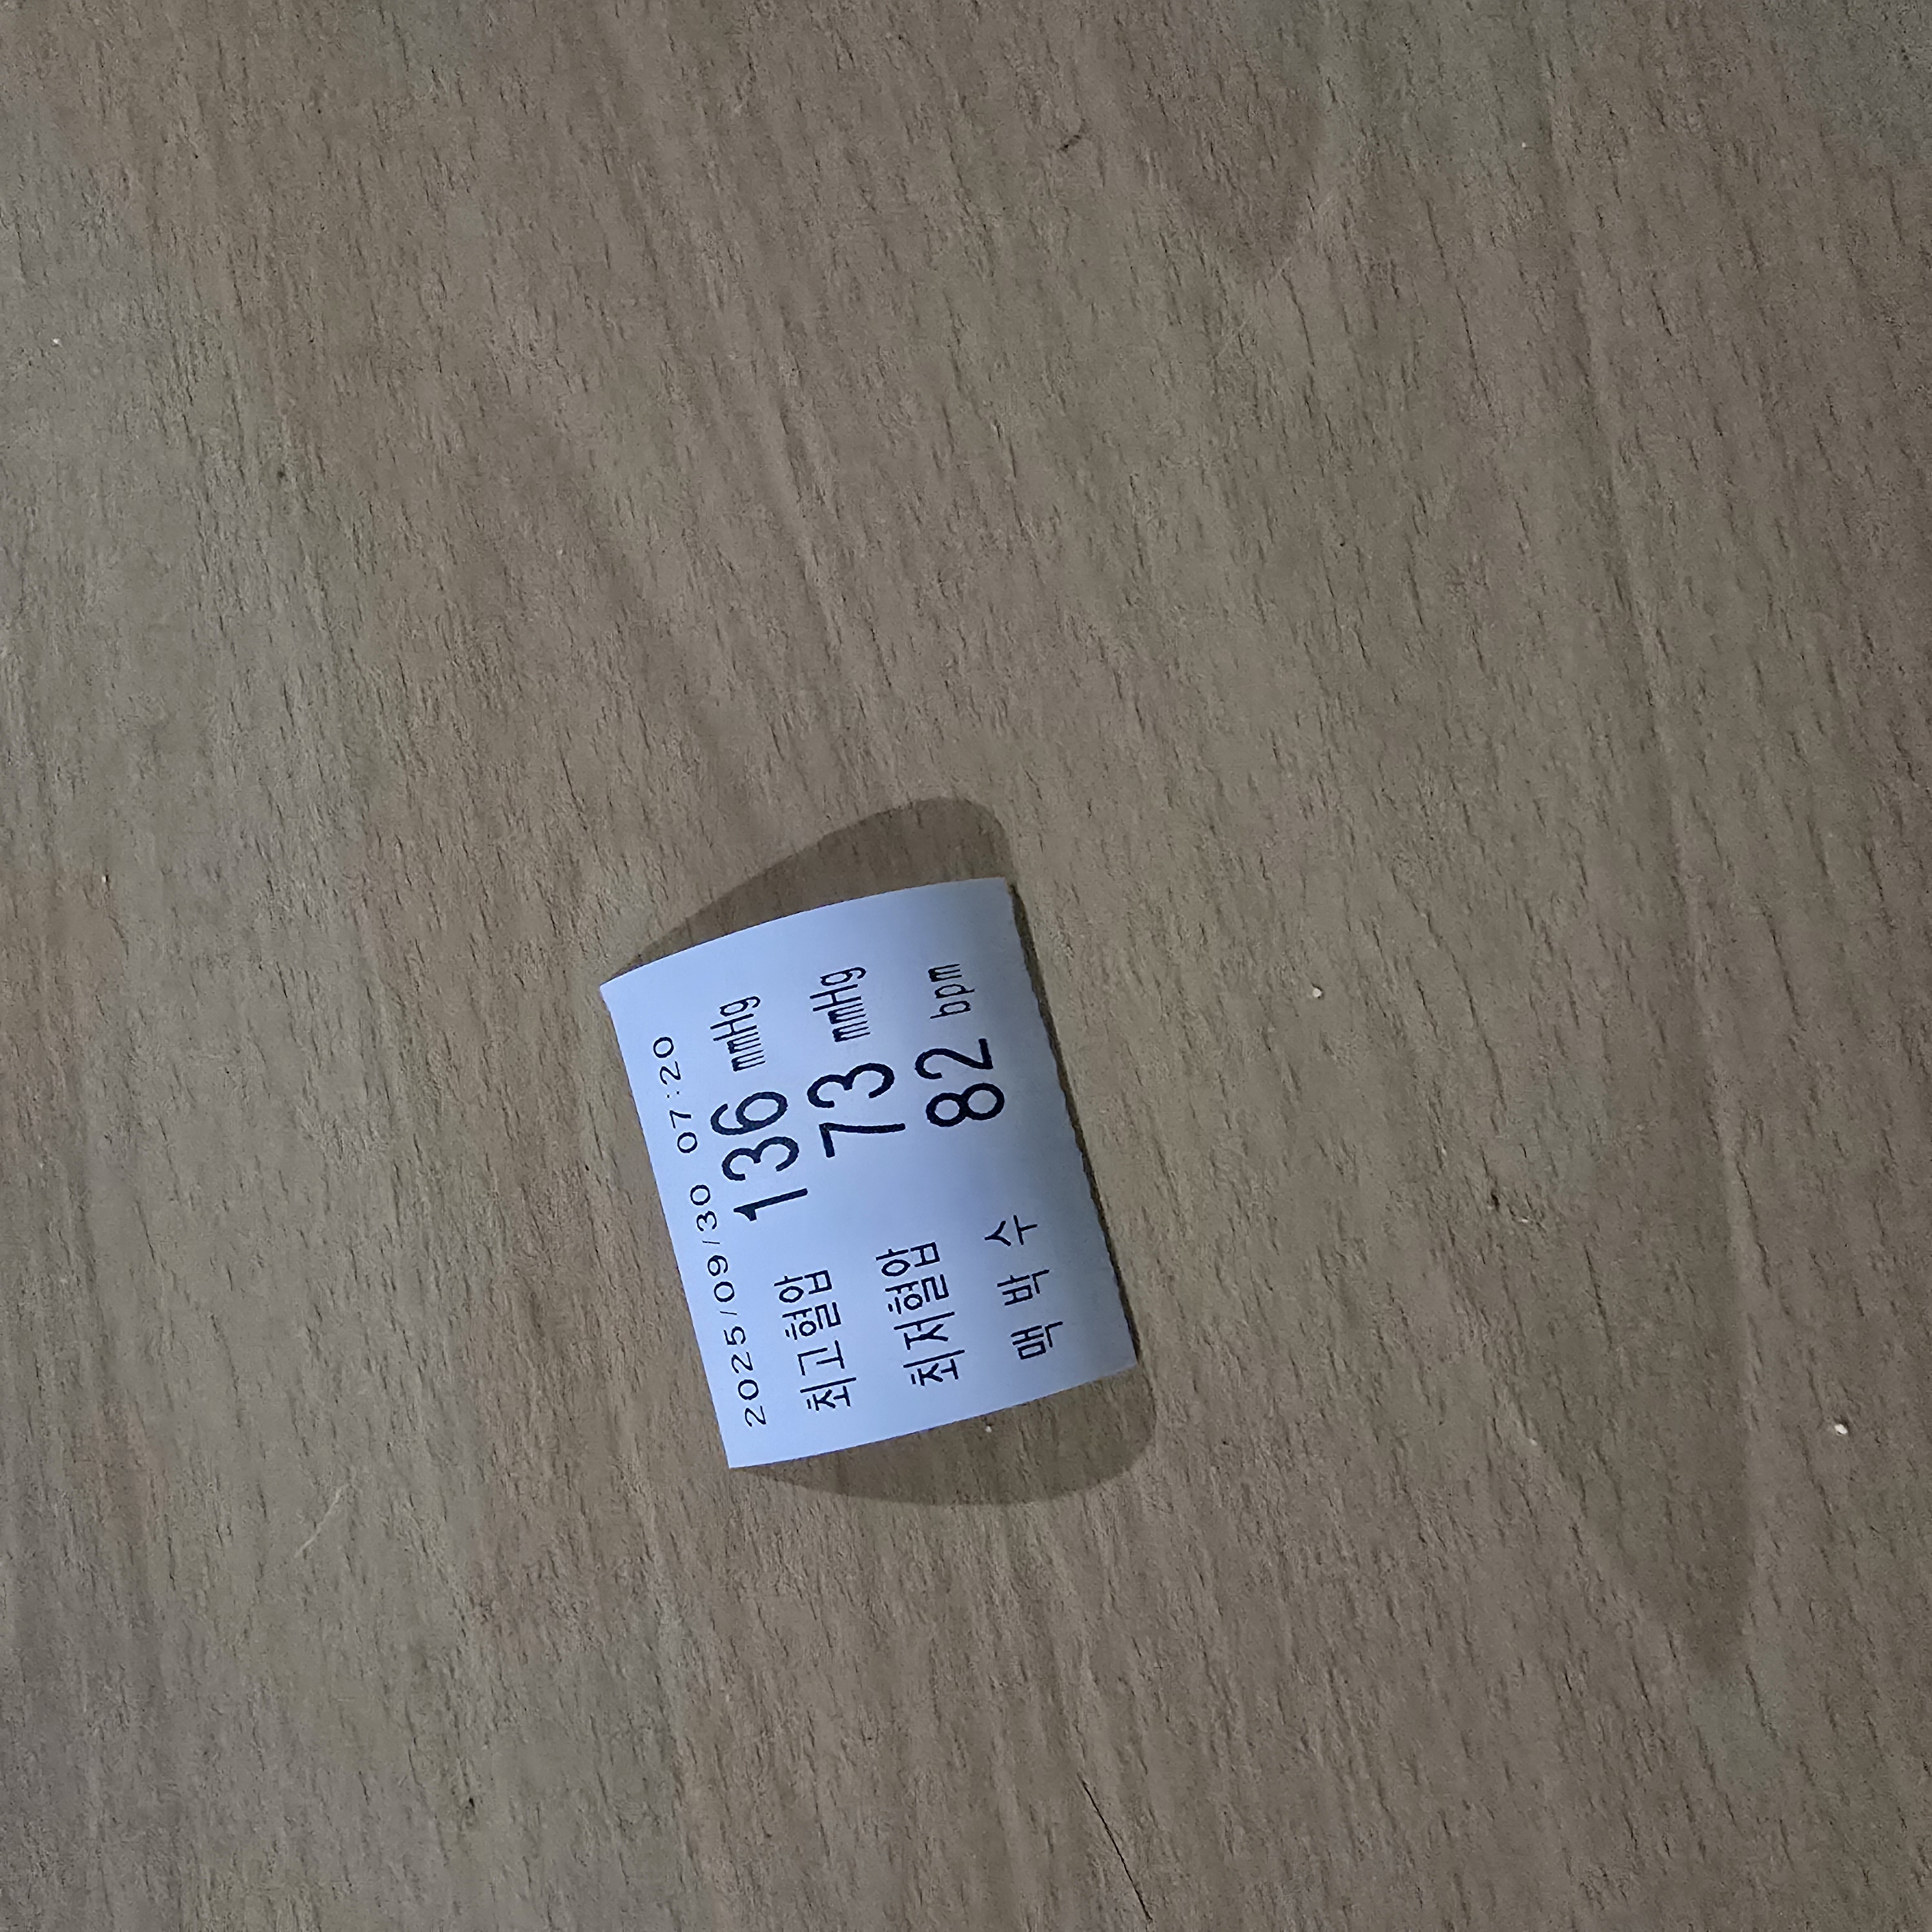 2025/09/30 07:20
최고혈압 136 mmHg
최저혈압 73 mmHg
맥 박 수 82 bpm